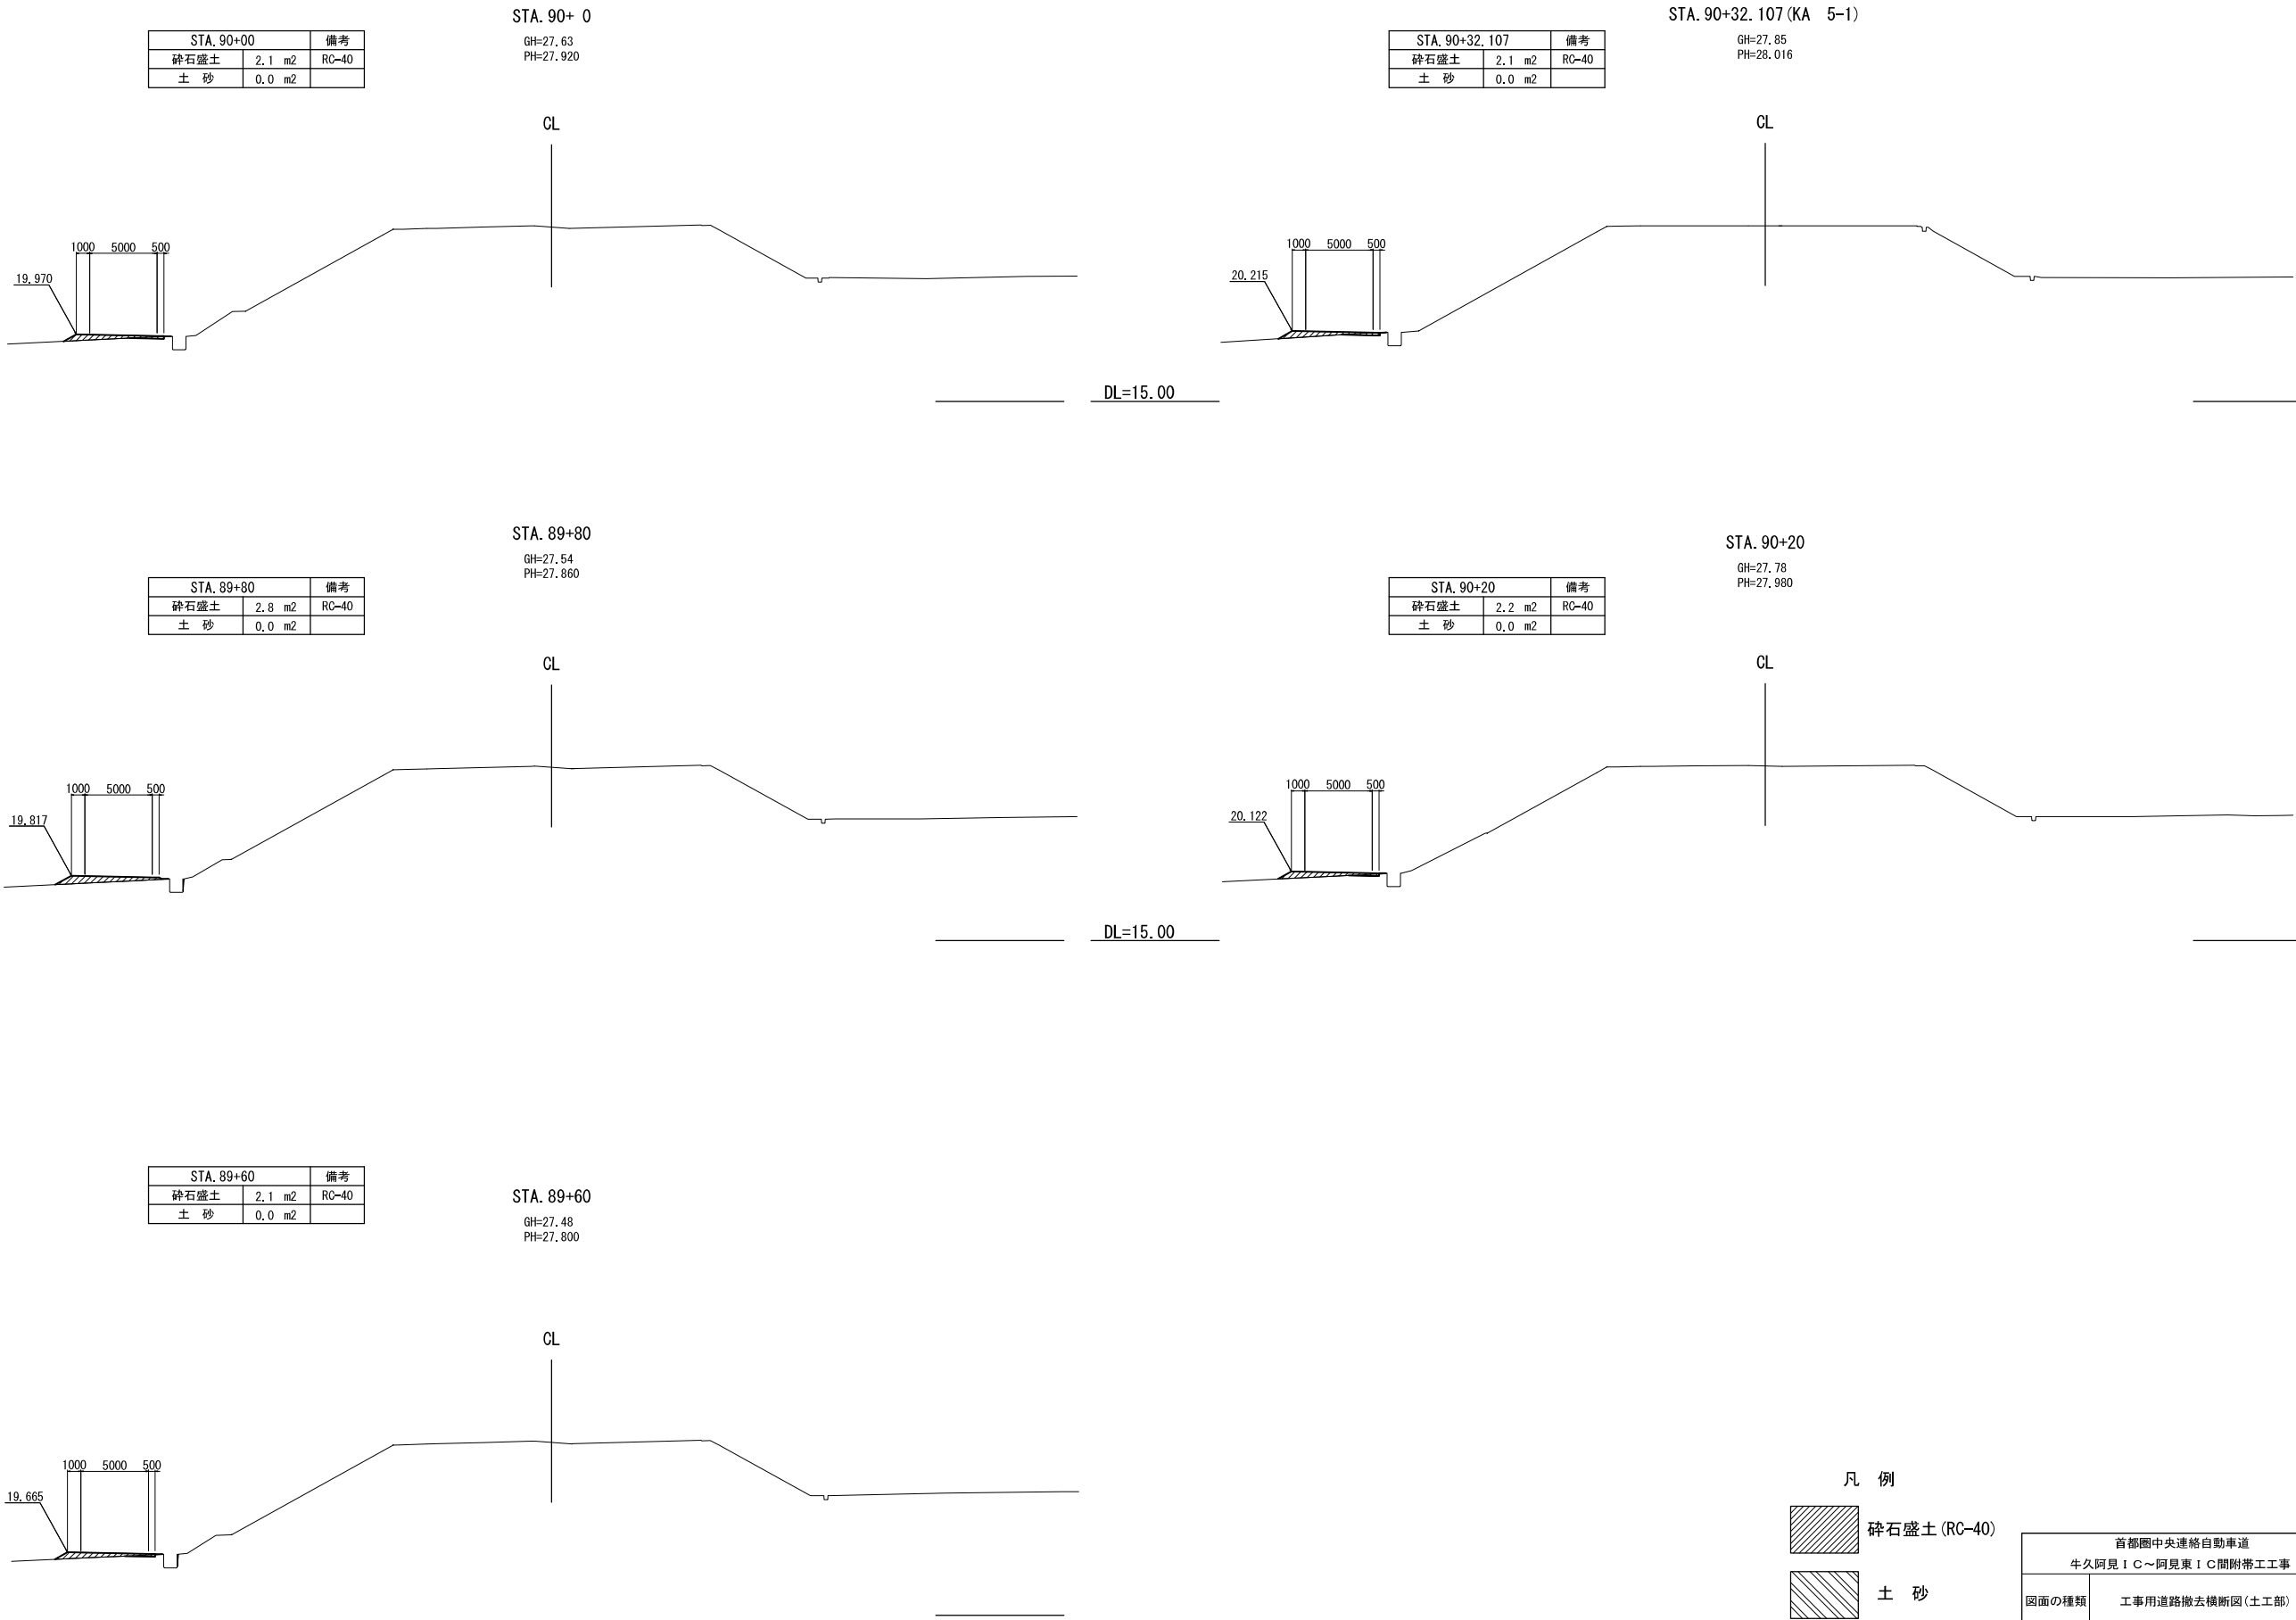 STA.90+ 0
GH=27.63
PH=27.920
STA.90+00 備考
砕石盛土 2.1 m2 RC-40
土 砂 0.0 m2
CL
1000 5000 500
19.970
STA.90+32.107(KA 5-1)
GH=27.85
PH=28.016
STA.90+32.107 備考
砕石盛土 2.1 m2 RC-40
土 砂 0.0 m2
CL
1000 5000 500
20.215
DL=15.00
STA.89+80
GH=27.54
PH=27.860
STA.89+80 備考
砕石盛土 2.8 m2 RC-40
土 砂 0.0 m2
CL
1000 5000 500
19.817
STA.90+20
GH=27.78
PH=27.980
STA.90+20 備考
砕石盛土 2.2 m2 RC-40
土 砂 0.0 m2
CL
1000 5000 500
20.122
DL=15.00
STA.89+60 備考
砕石盛土 2.1 m2 RC-40
土 砂 0.0 m2
STA.89+60
GH=27.48
PH=27.800
CL
1000 5000 500
19.665
凡 例
砕石盛土(RC-40)
土 砂
首都圏中央連絡自動車道
牛久阿見IC～阿見東IC間附帯工工事
図面の種類 工事用道路撤去横断図(土工部)